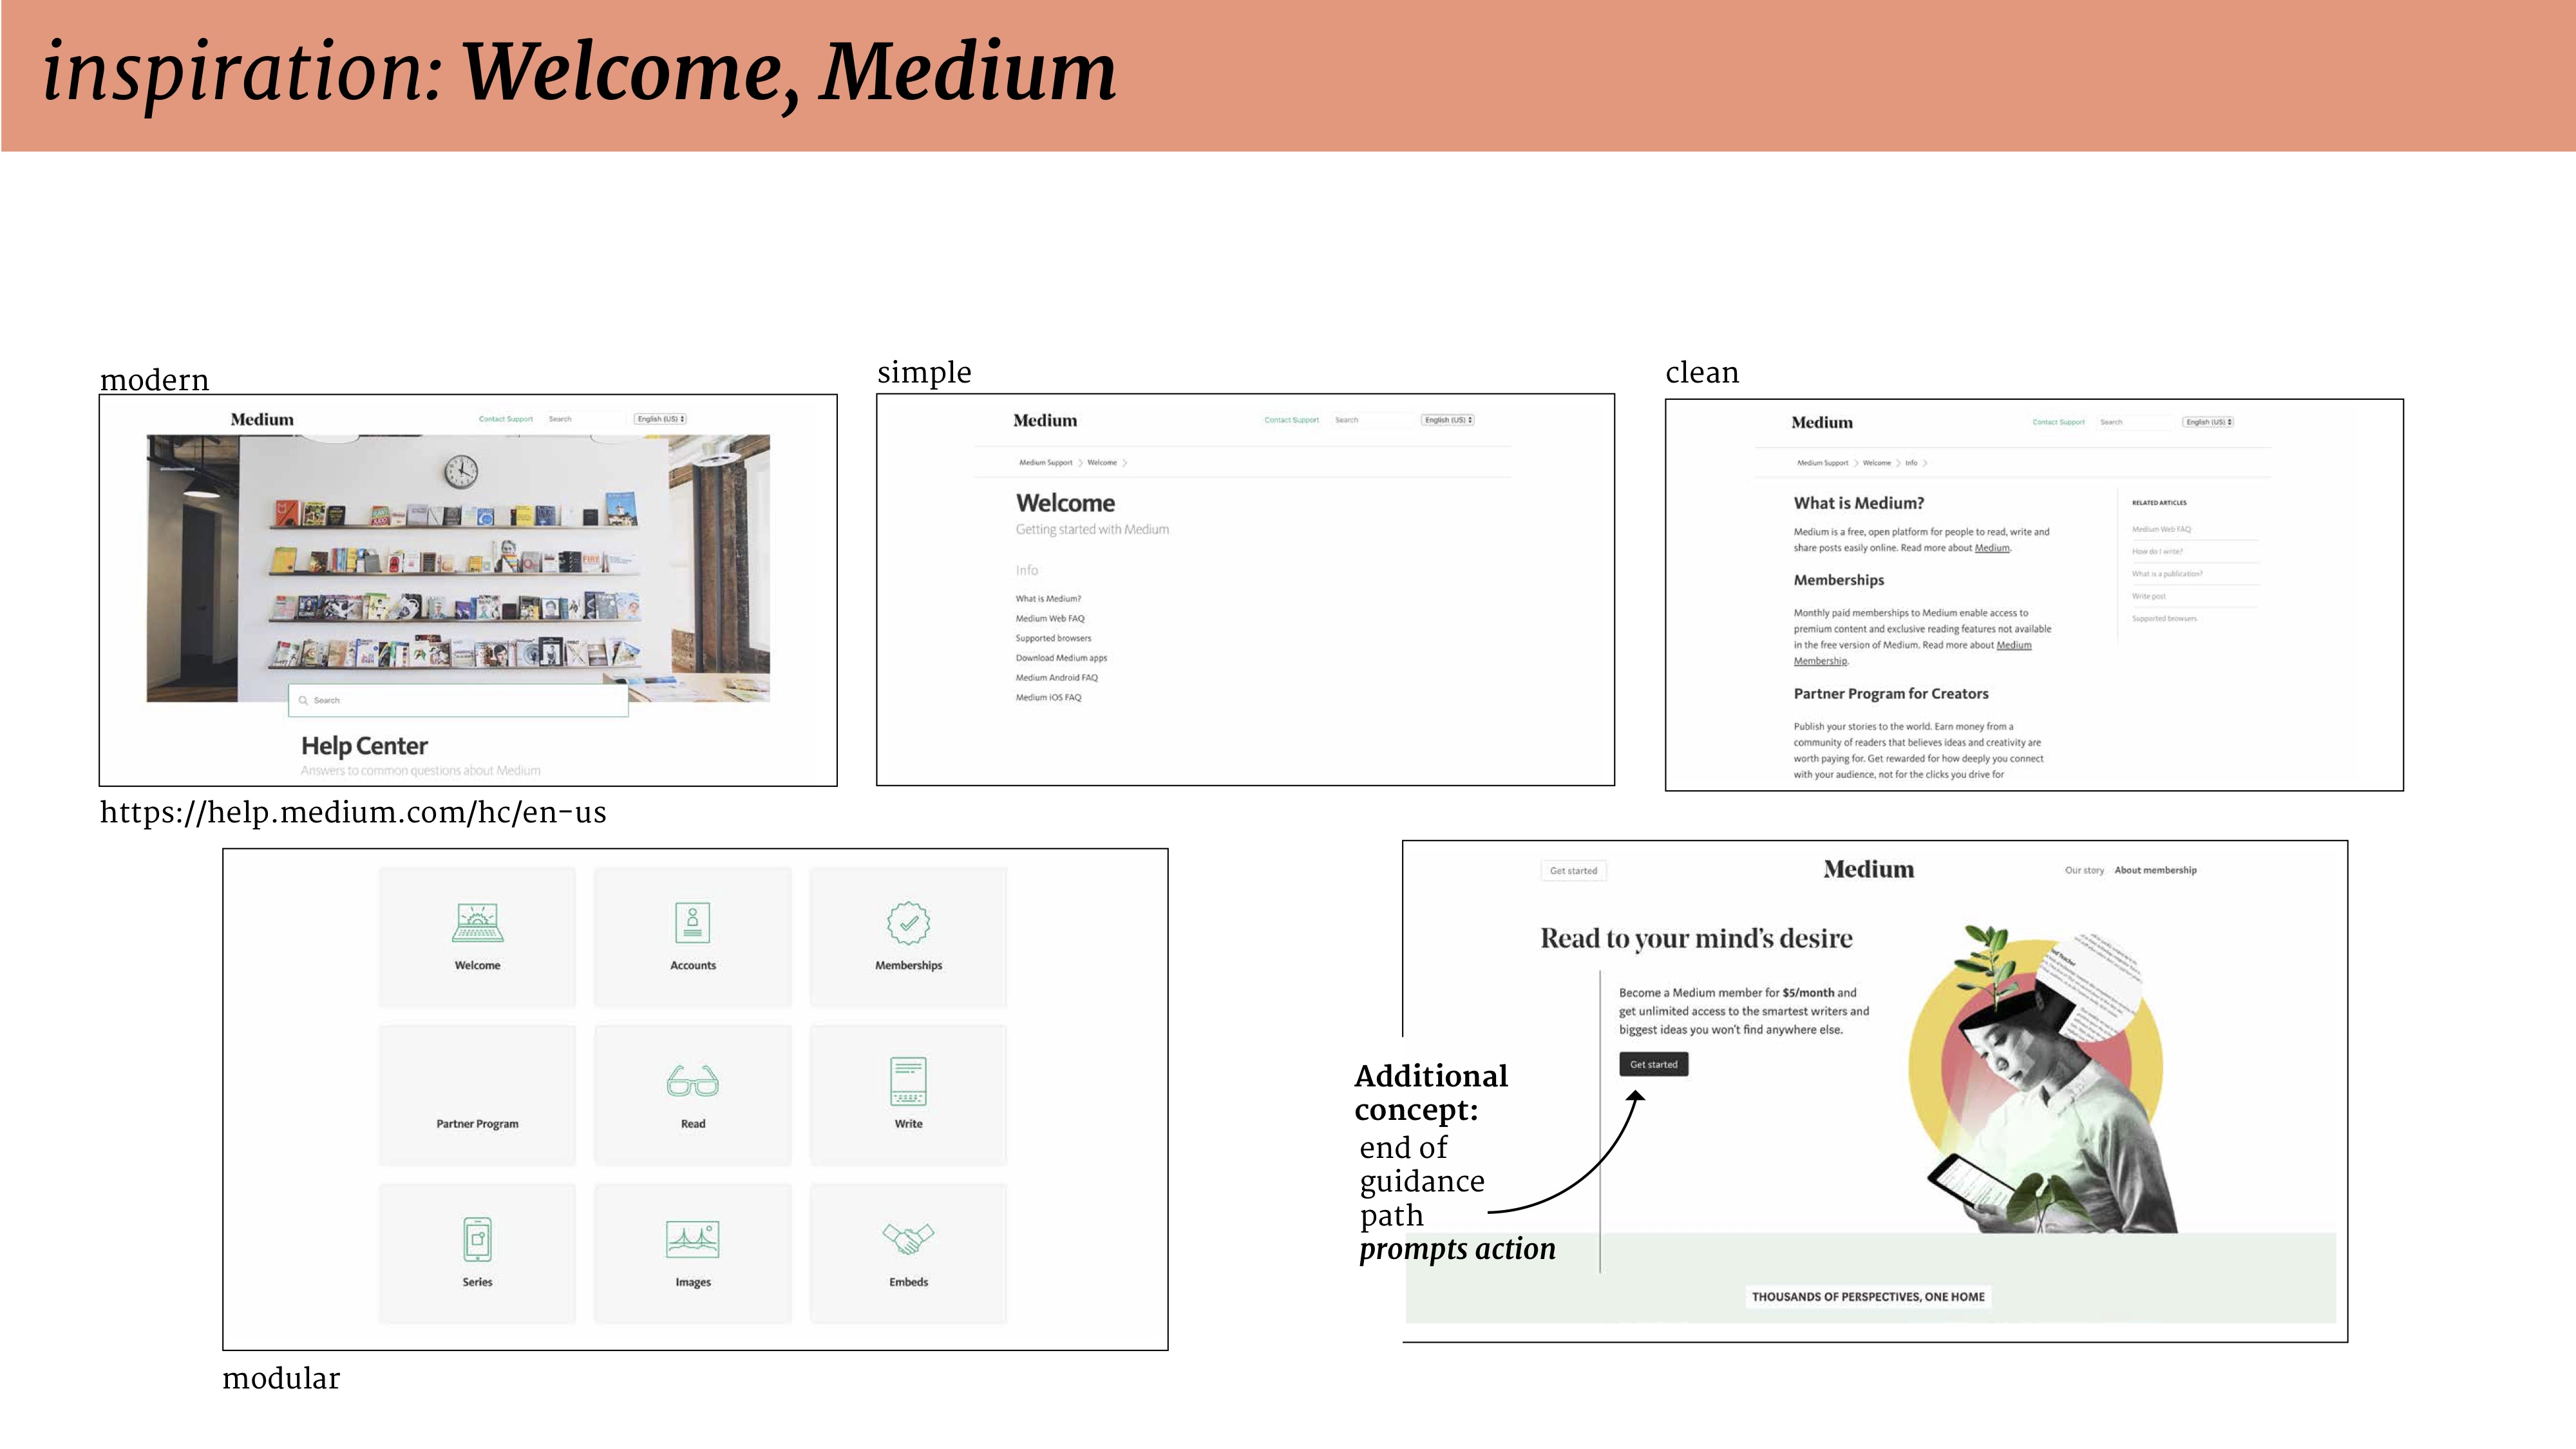 inspiration: Welcome, Medium
modern
Medium
Contact Support
Search
English (US)
Search
Help Center
Answers to common questions about Medium
https://help.medium.com/hc/en-us
simple
Medium
Contact Support
Search
English (US)
Medium Support
Welcome
Welcome
Getting started with Medium
Info
What is Medium?
Medium Web FAQ
Supported browsers
Download Medium apps
Medium Android FAQ
Medium iOS FAQ
clean
Medium
Contact Support
Search
English (US)
Medium Support
Welcome
Info
What is Medium?
Medium is a free, open platform for people to read, write and
share posts easily online. Read more about Medium.
Memberships
Monthly paid memberships to Medium enable access to
premium content and exclusive reading features not available
in the free version of Medium. Read more about Medium
Membership.
Partner Program for Creators
Publish your stories to the world. Earn money from a
community of readers that believes ideas and creativity are
worth paying for. Get rewarded for how deeply you connect
with your audience, not for the clicks you drive for
RELATED ARTICLES
Medium Web FAQ
How do I write?
What is a publication?
Write post
Supported browsers
Welcome
Accounts
Memberships
Partner Program
Read
Write
Series
Images
Embeds
modular
Get started
Medium
Our story
About membership
Read to your mind's desire
Become a Medium member for $5/month and
get unlimited access to the smartest writers and
biggest ideas you won't find anywhere else.
Get started
Additional
concept:
end of
guidance
path
prompts action
THOUSANDS OF PERSPECTIVES, ONE HOME